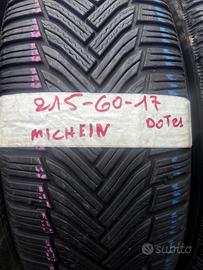 215-60-17
MICHEIN DOT21
subito